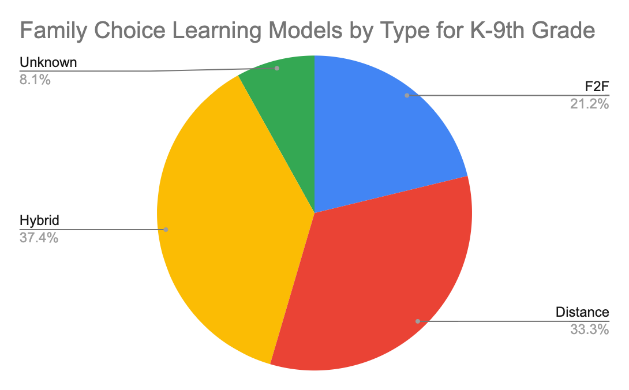 Family Choice Learning Models by Type for K-9th Grade
Unknown
8.1%
F2F
21.2%
Hybrid
37.4%
Distance
33.3%